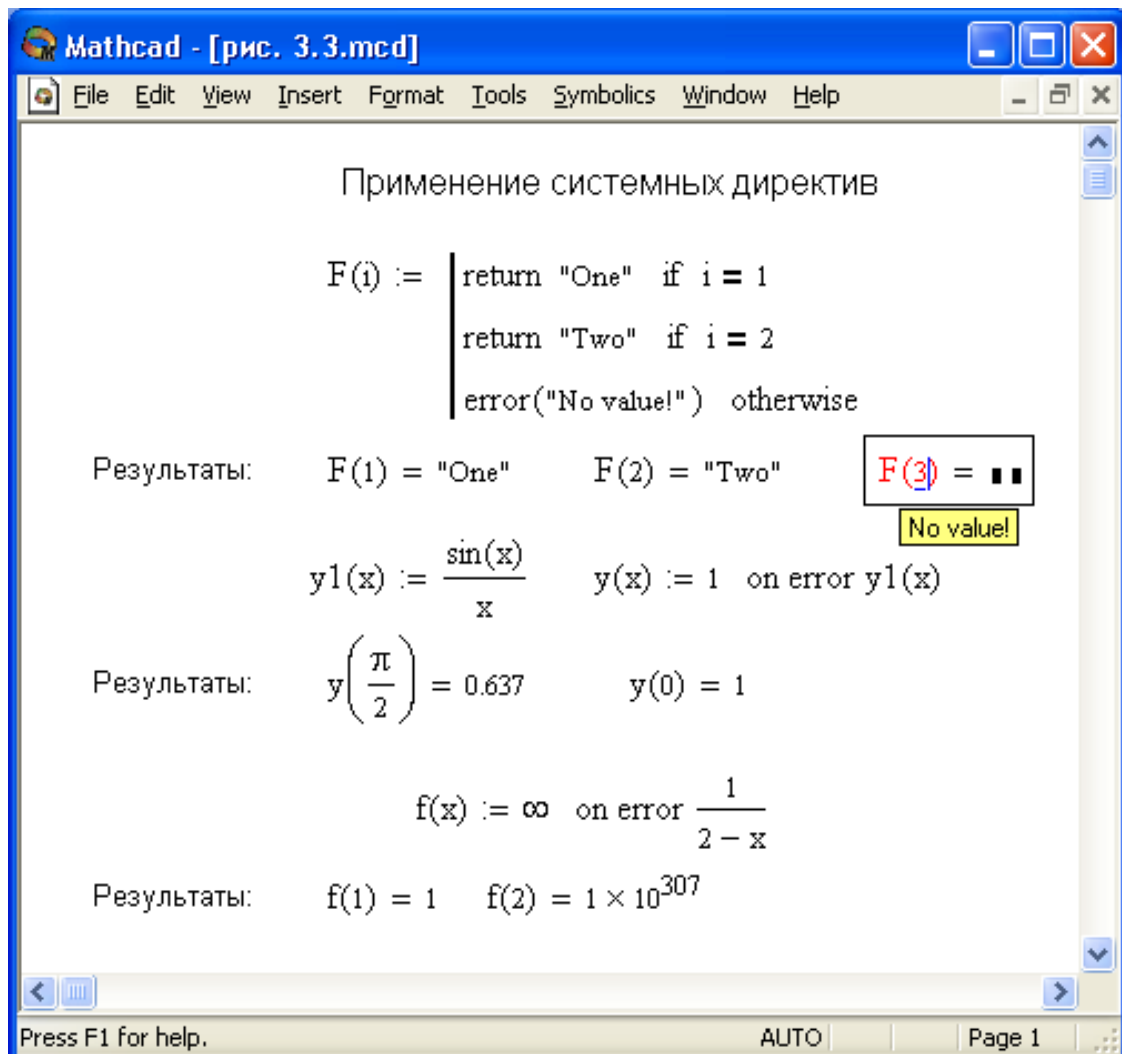 Mathcad - [рис. 3.3.mcd]
File Edit View Insert Format Tools Symbolics Window Help
Применение системных директив
F(i) := return "One" if i = 1
return "Two" if i = 2
error("No value!") otherwise
Результаты: F(1) = "One" F(2) = "Two" F(3) = ▮▮
No value!
y1(x) := sin(x)/x y(x) := 1 on error y1(x)
Результаты: y(π/2) = 0.637 y(0) = 1
f(x) := ∞ on error 1/(2 − x)
Результаты: f(1) = 1 f(2) = 1 × 10^307
Press F1 for help. AUTO Page 1